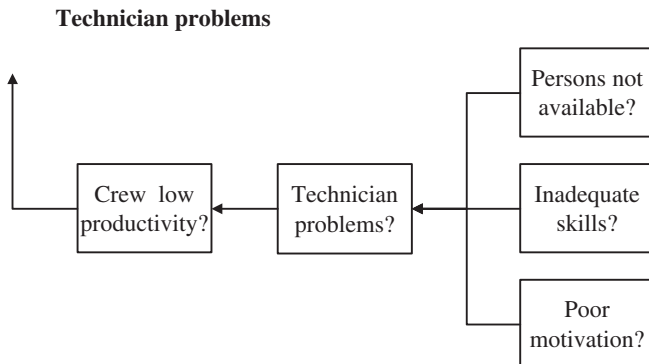 Technician problems
Persons not
available?
Crew low
productivity?
Technician
problems?
Inadequate
skills?
Poor
motivation?